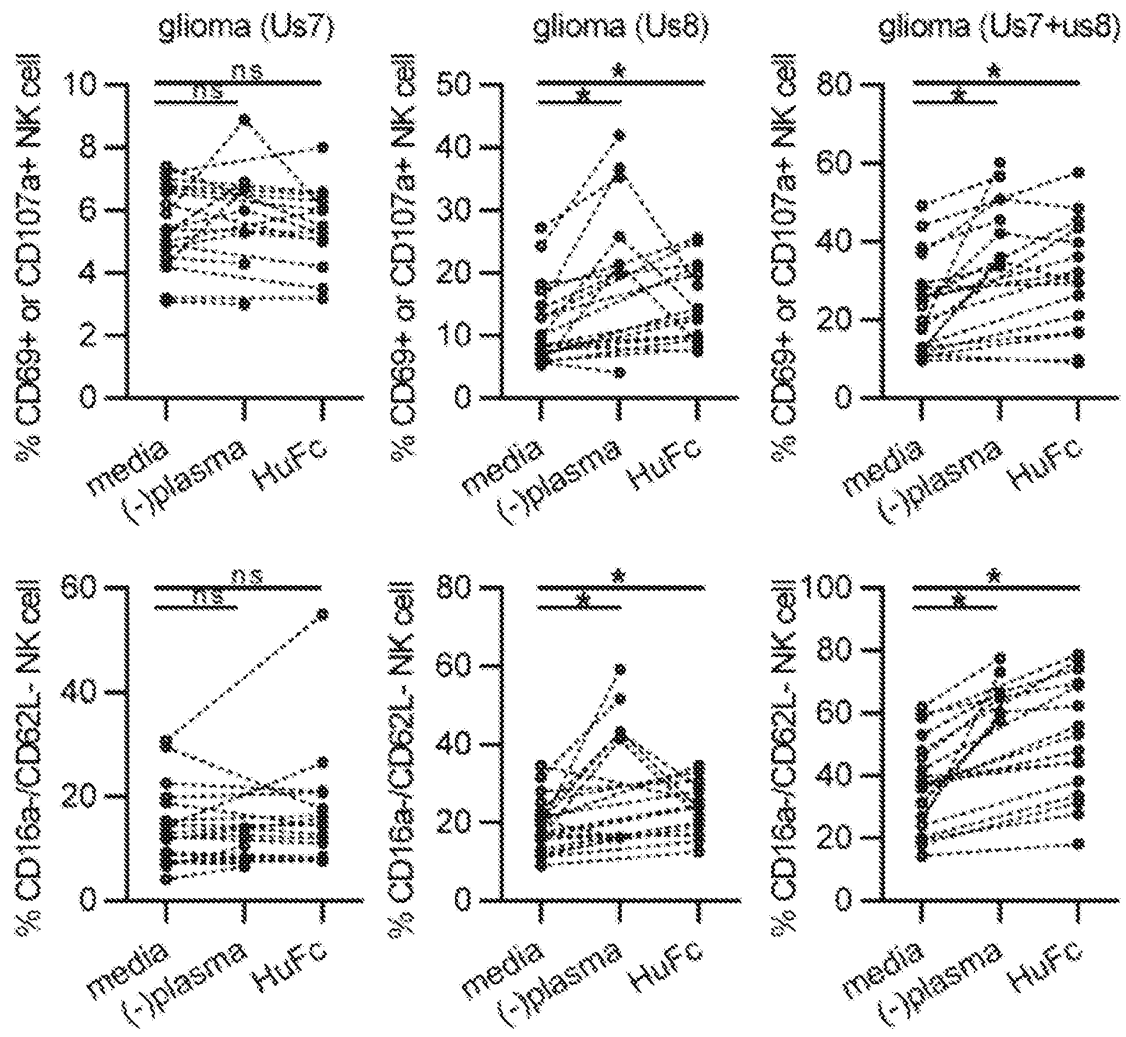 glioma (Us7)
ns
ns
% CD69+ or CD107a+ NK cell
10
8
6
4
2
0
media
(-)plasma
HuFc
glioma (Us8)
*
*
% CD69+ or CD107a+ NK cell
50
40
30
20
10
0
media
(-)plasma
HuFc
glioma (Us7+us8)
*
*
% CD69+ or CD107a+ NK cell
80
60
40
20
0
media
(-)plasma
HuFc
ns
ns
% CD16a-/CD62L- NK cell
60
40
20
0
media
(-)plasma
HuFc
*
*
% CD16a-/CD62L- NK cell
80
60
40
20
0
media
(-)plasma
HuFc
*
*
% CD16a-/CD62L- NK cell
100
80
60
40
20
0
media
(-)plasma
HuFc